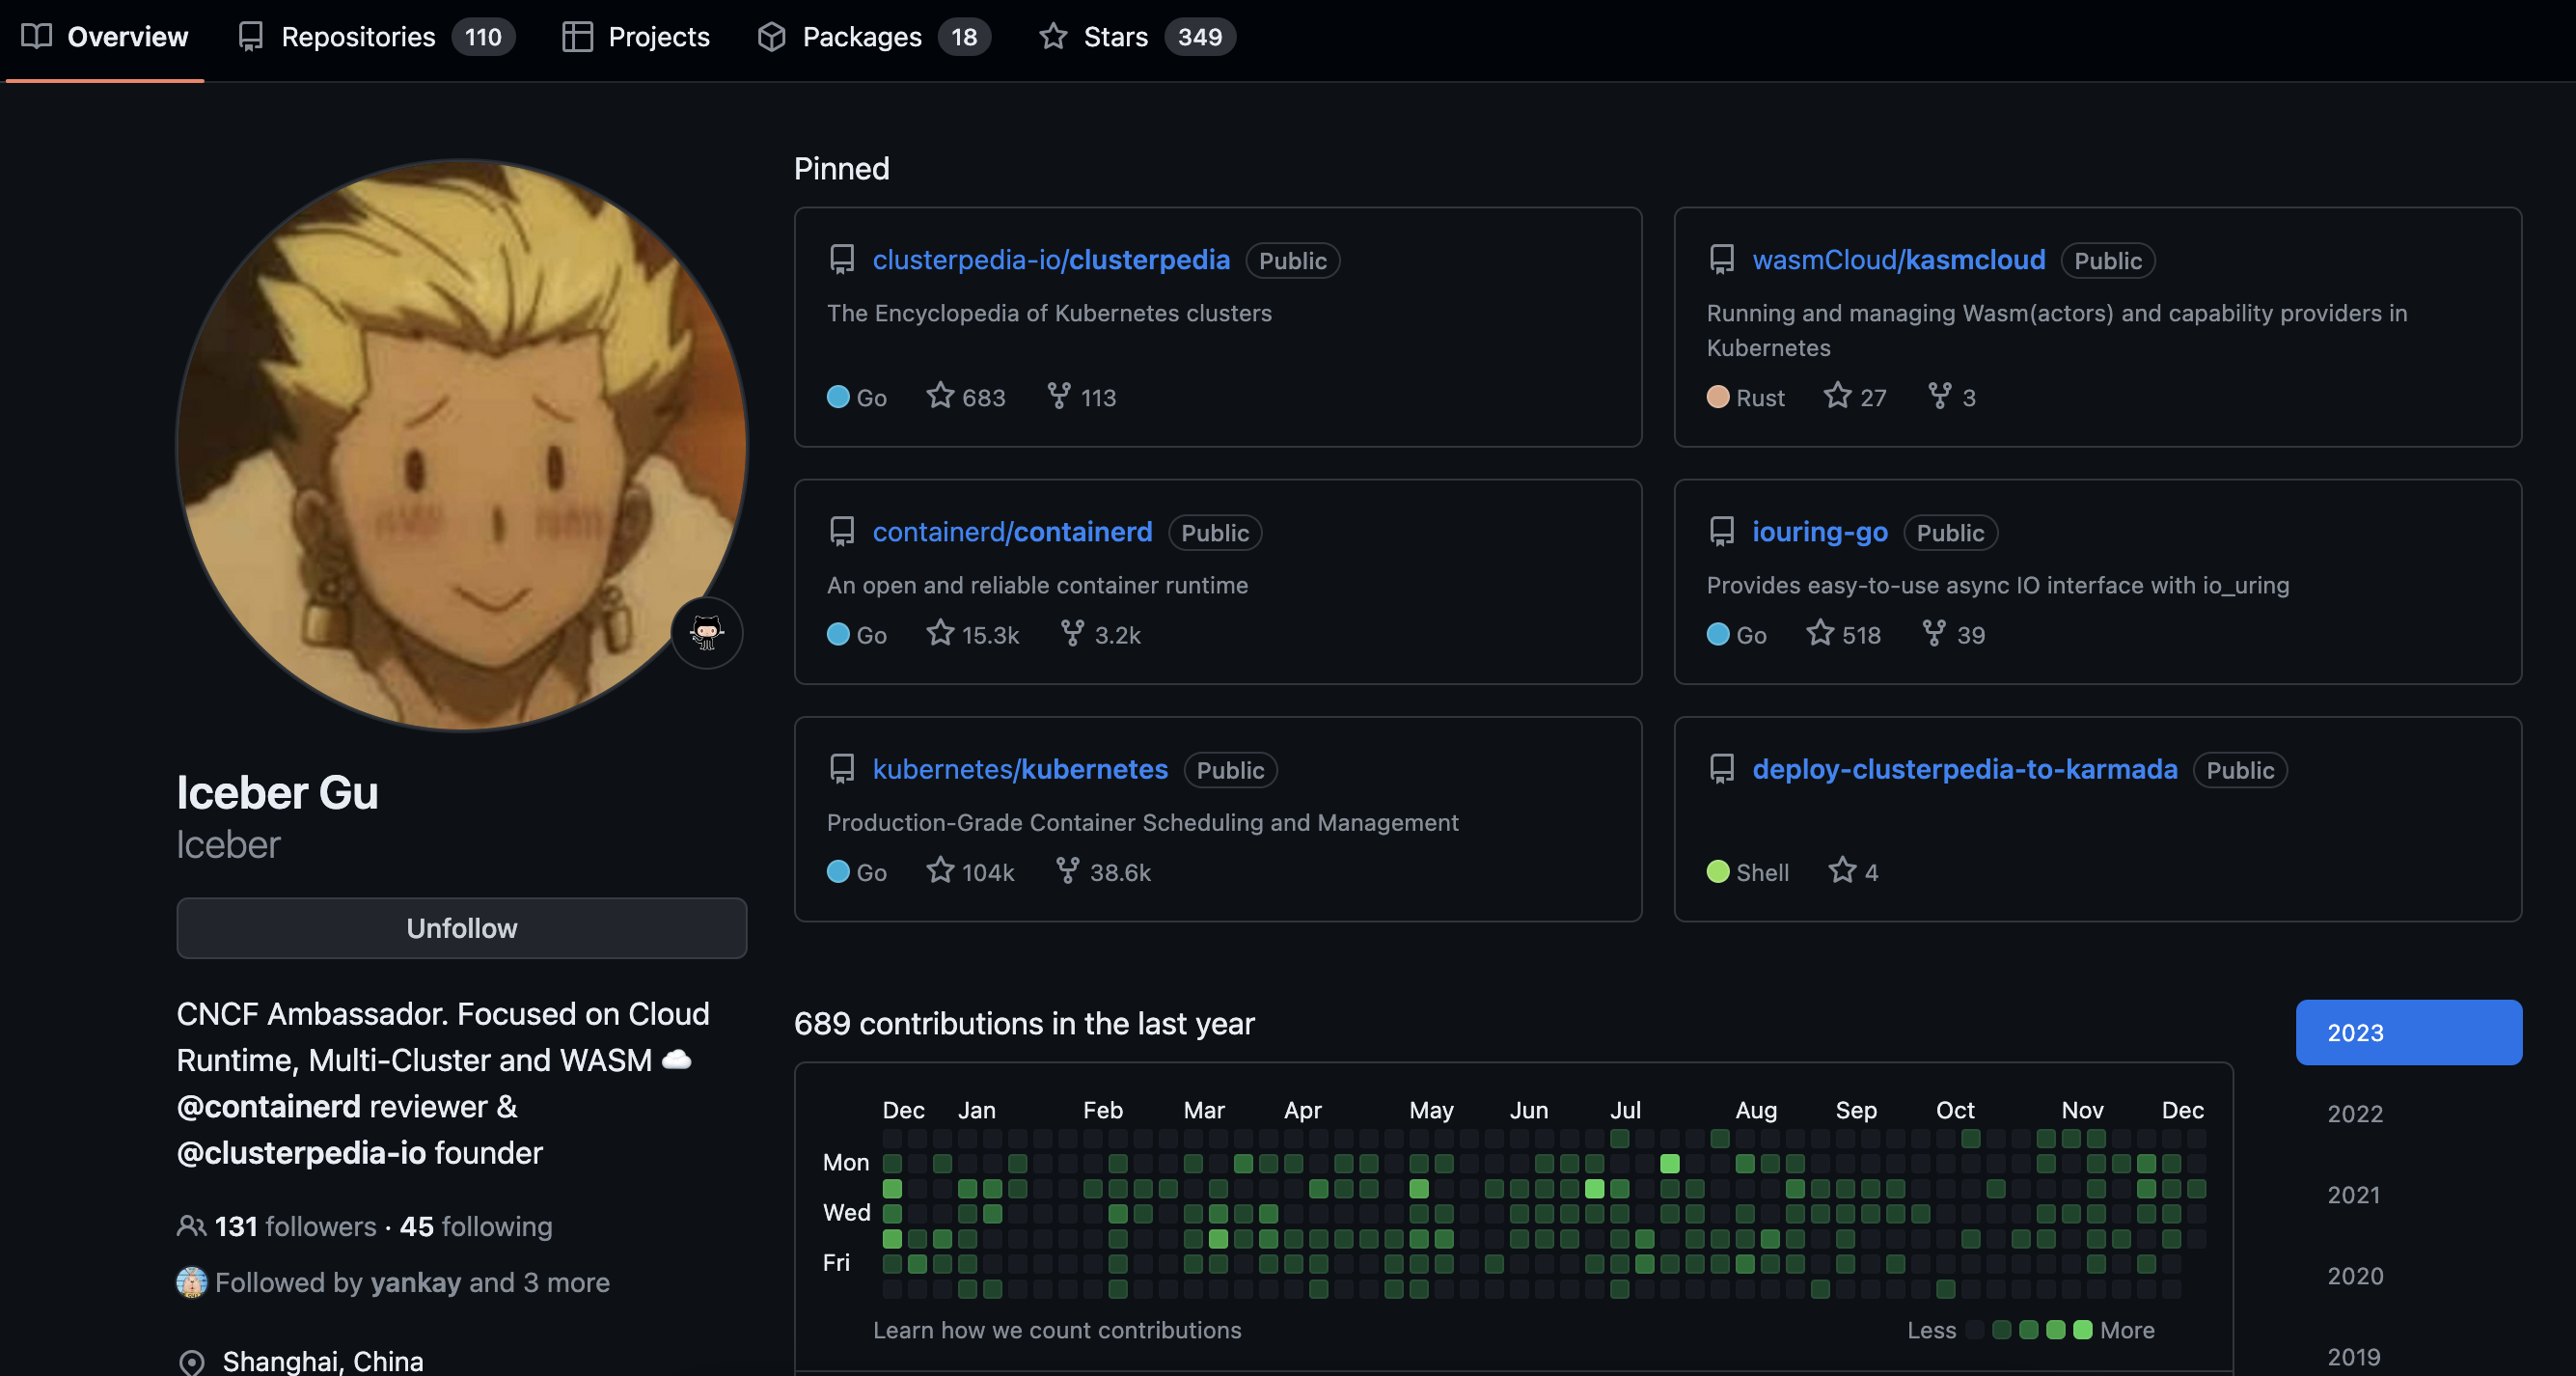 Overview Repositories 110 Projects Packages 18 Stars 349
Iceber Gu
Iceber
Unfollow
CNCF Ambassador. Focused on Cloud
Runtime, Multi-Cluster and WASM ☁️
@containerd reviewer &
@clusterpedia-io founder
131 followers · 45 following
Followed by yankay and 3 more
Shanghai, China
Pinned
clusterpedia-io/clusterpedia Public
The Encyclopedia of Kubernetes clusters
Go 683 113
wasmCloud/kasmcloud Public
Running and managing Wasm(actors) and capability providers in
Kubernetes
Rust 27 3
containerd/containerd Public
An open and reliable container runtime
Go 15.3k 3.2k
iouring-go Public
Provides easy-to-use async IO interface with io_uring
Go 518 39
kubernetes/kubernetes Public
Production-Grade Container Scheduling and Management
Go 104k 38.6k
deploy-clusterpedia-to-karmada Public
Shell 4
689 contributions in the last year
Dec Jan Feb Mar Apr May Jun Jul Aug Sep Oct Nov Dec
Mon
Wed
Fri
Learn how we count contributions
Less More
2023
2022
2021
2020
2019